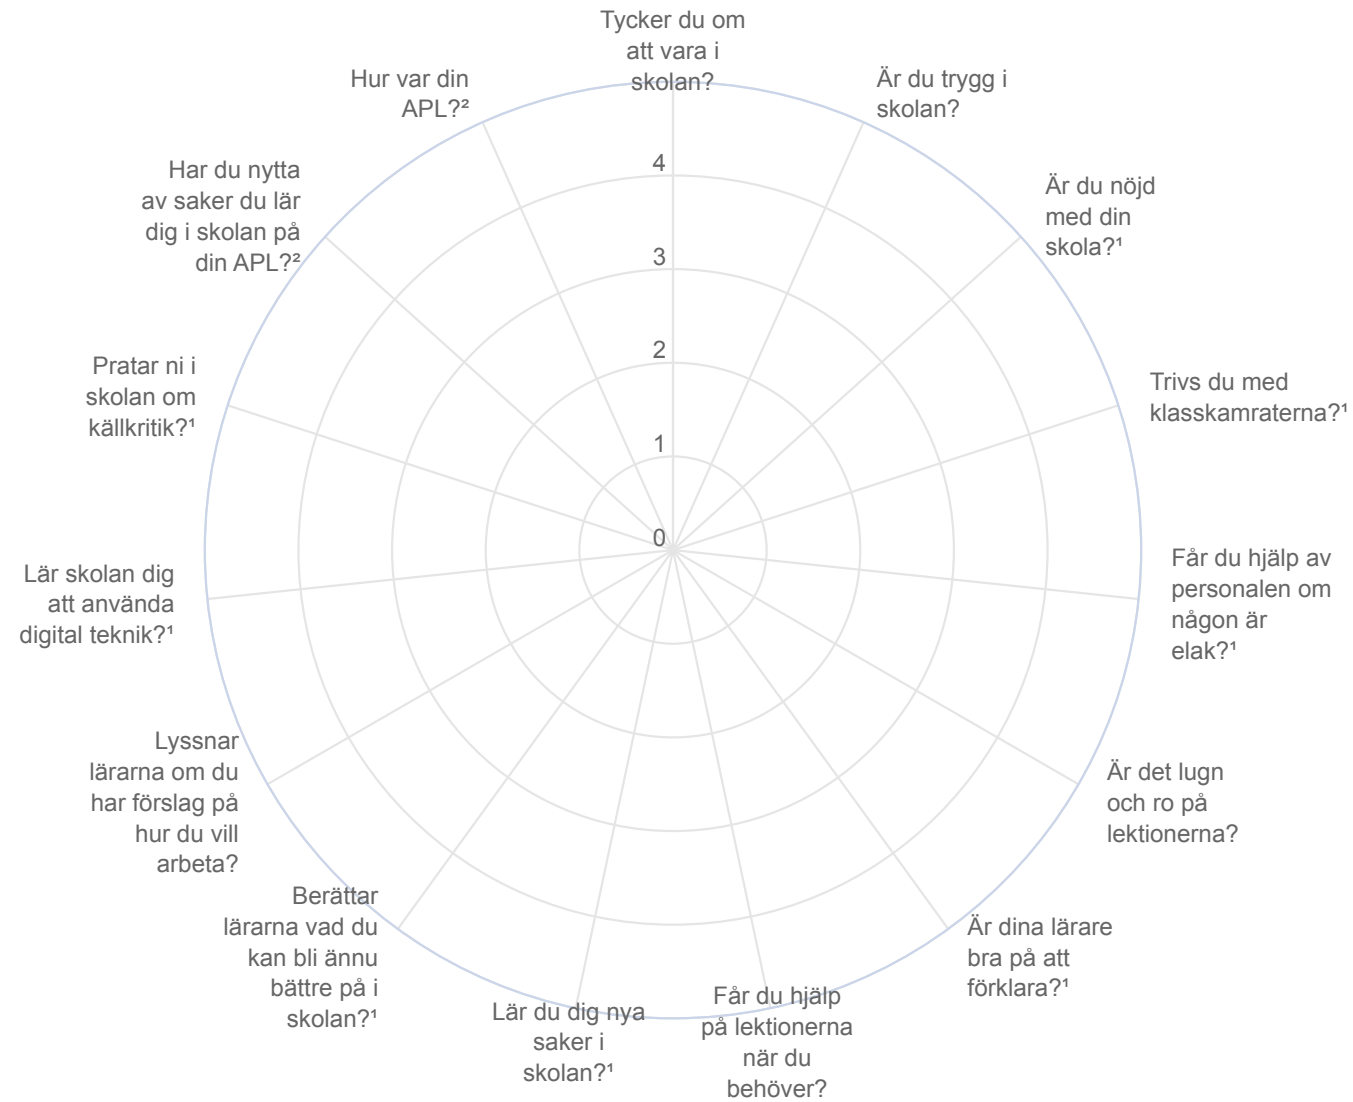 Tycker du om
att vara i
skolan?
Är du trygg i
skolan?
Är du nöjd
med din
skola?¹
Trivs du med
klasskamraterna?¹
Får du hjälp av
personalen om
någon är
elak?¹
Är det lugn
och ro på
lektionerna?
Är dina lärare
bra på att
förklara?¹
Får du hjälp
på lektionerna
när du
behöver?
Lär du dig nya
saker i
skolan?¹
Berättar
lärarna vad du
kan bli ännu
bättre på i
skolan?¹
Lyssnar
lärarna om du
har förslag på
hur du vill
arbeta?
Lär skolan dig
att använda
digital teknik?¹
Pratar ni i
skolan om
källkritik?¹
Har du nytta
av saker du lär
dig i skolan på
din APL?²
Hur var din
APL?²
4
3
2
1
0